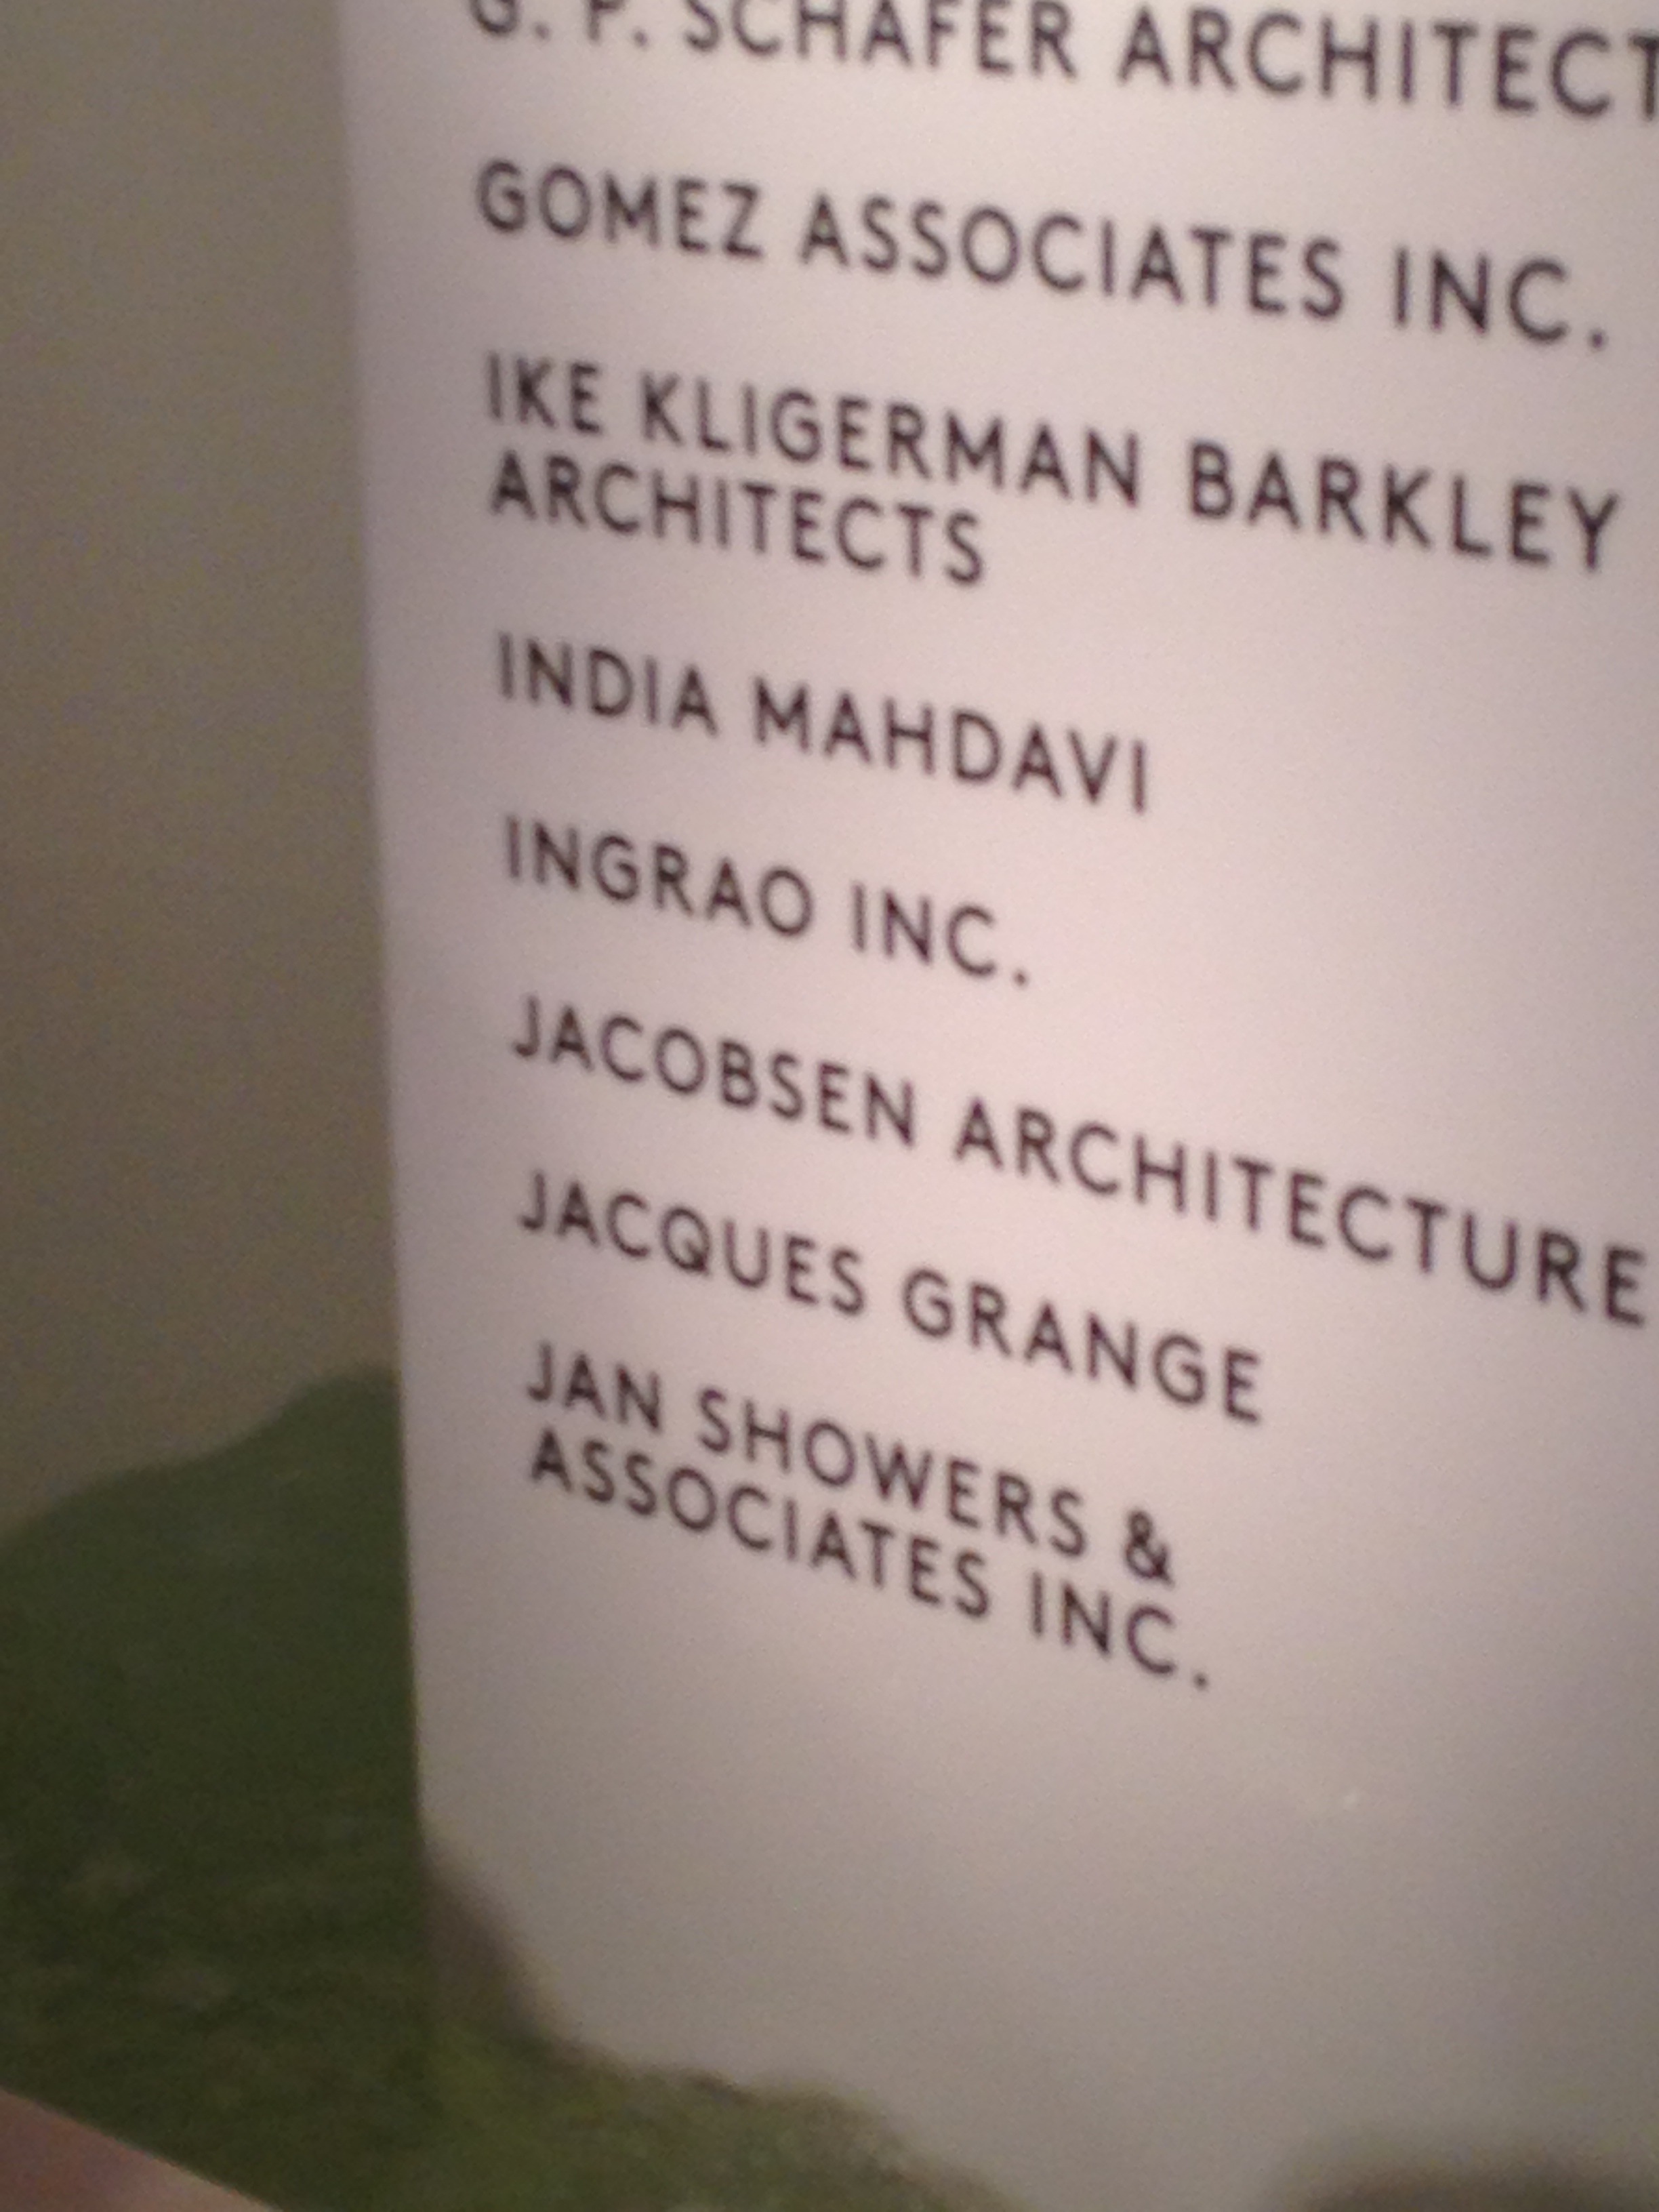 G. P. SCHAFER ARCHITECT
GOMEZ ASSOCIATES INC.
IKE KLIGERMAN BARKLEY
ARCHITECTS
INDIA MAHDAVI
INGRAO INC.
JACOBSEN ARCHITECTURE
JACQUES GRANGE
JAN SHOWERS &
ASSOCIATES INC.